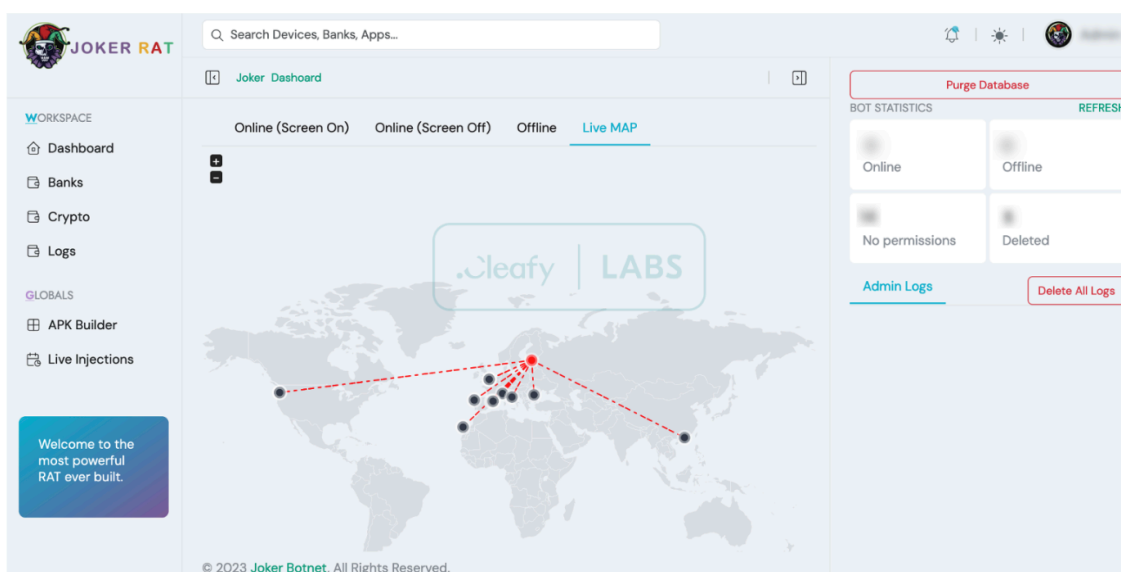 JOKER RAT
Search Devices, Banks, Apps...
Joker Dashoard
WORKSPACE
Dashboard
Banks
Crypto
Logs
GLOBALS
APK Builder
Live Injections
Welcome to the
most powerful
RAT ever built.
Online (Screen On) Online (Screen Off) Offline Live MAP
+
-
.Cleafy | LABS
© 2023 Joker Botnet. All Rights Reserved.
Purge Database
BOT STATISTICS REFRESH
Online Offline
No permissions Deleted
Admin Logs Delete All Logs